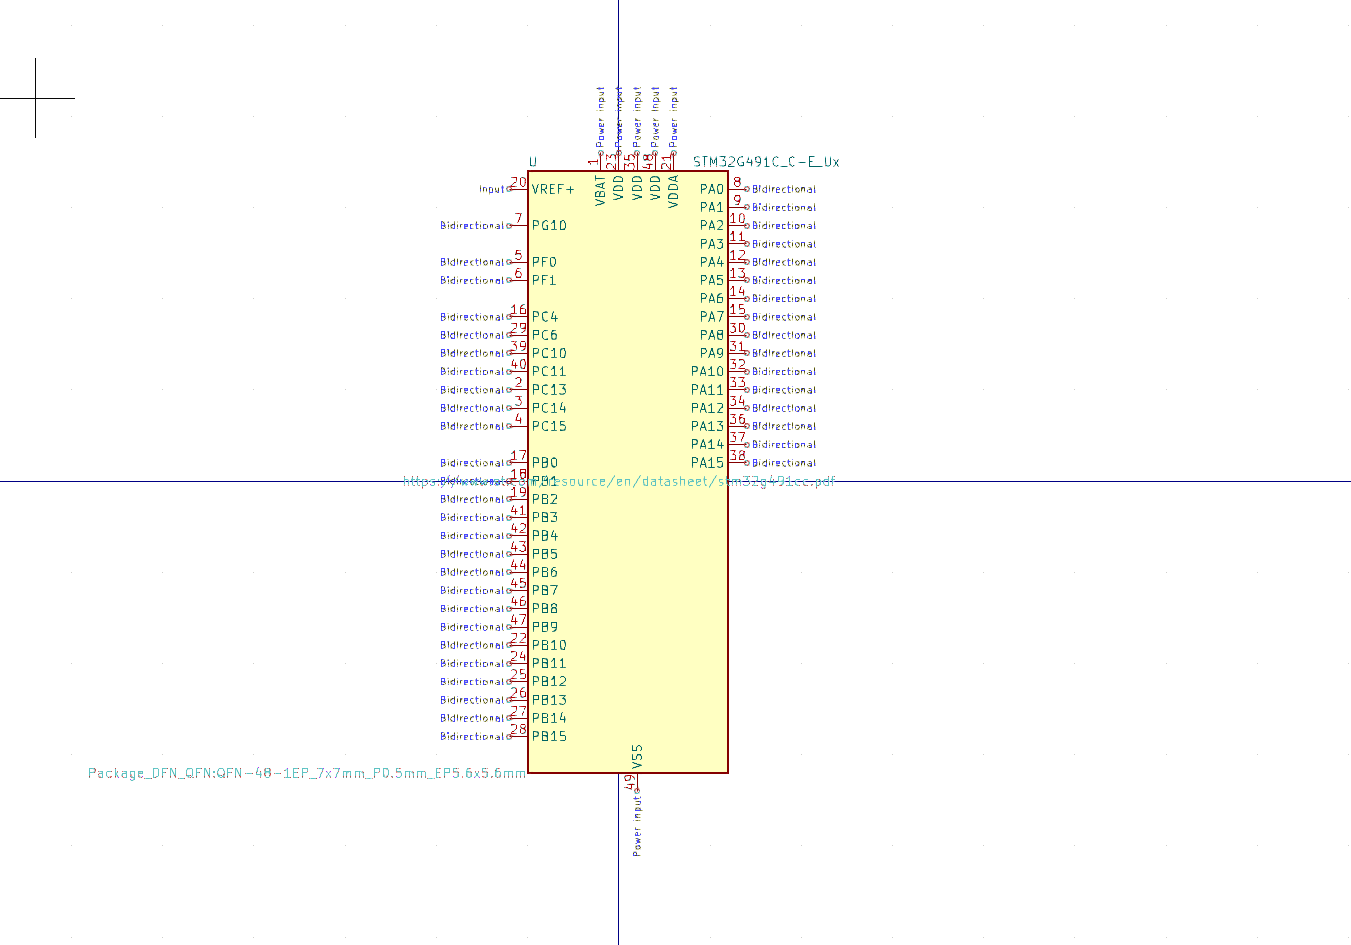 Power input Power input Power input Power input Power input
1 23 35 48 21
U STM32G491C_C-E_Ux
VBAT VDD VDD VDD VDDA
Input 20 VREF+ PA0 8 Bidirectional
PA1 9 Bidirectional
Bidirectional 7 PG10 PA2 10 Bidirectional
PA3 11 Bidirectional
Bidirectional 5 PF0 PA4 12 Bidirectional
Bidirectional 6 PF1 PA5 13 Bidirectional
PA6 14 Bidirectional
Bidirectional 16 PC4 PA7 15 Bidirectional
Bidirectional 29 PC6 PA8 30 Bidirectional
Bidirectional 39 PC10 PA9 31 Bidirectional
Bidirectional 40 PC11 PA10 32 Bidirectional
Bidirectional 2 PC13 PA11 33 Bidirectional
Bidirectional 3 PC14 PA12 34 Bidirectional
Bidirectional 4 PC15 PA13 36 Bidirectional
PA14 37 Bidirectional
Bidirectional 17 PB0 PA15 38 Bidirectional
18 PB1
Bidirectional 19 PB2
Bidirectional 41 PB3
Bidirectional 42 PB4
Bidirectional 43 PB5
Bidirectional 44 PB6
Bidirectional 45 PB7
Bidirectional 46 PB8
Bidirectional 47 PB9
Bidirectional 22 PB10
Bidirectional 24 PB11
Bidirectional 25 PB12
Bidirectional 26 PB13
Bidirectional 27 PB14
Bidirectional 28 PB15
VSS
Package_DFN_QFN:QFN-48-1EP_7x7mm_P0.5mm_EP5.6x5.6mm
49
Power input